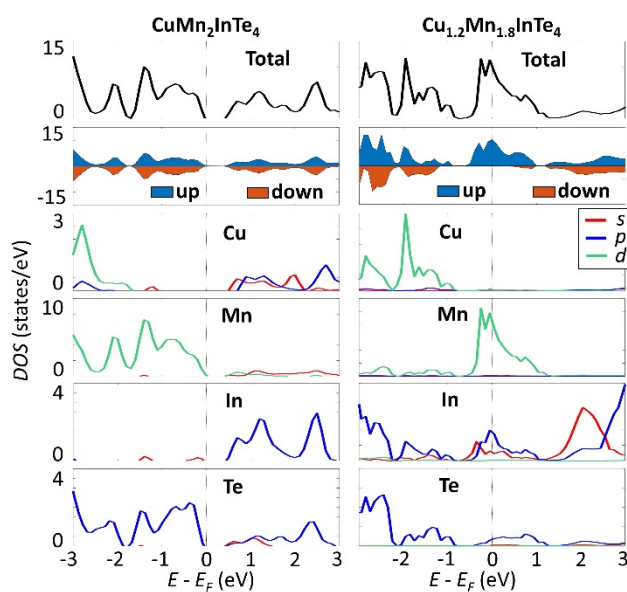 CuMn₂InTe₄ Cu₁.₂Mn₁.₈InTe₄
15 Total Total
0
15
up down up down
-15
3 s
Cu Cu p
d
0
10
Mn Mn
0
4
In In
0
4
Te Te
0
-3 -2 -1 0 1 2 3 -2 -1 0 1 2 3
E - E_F (eV) E - E_F (eV)
DOS (states/eV)